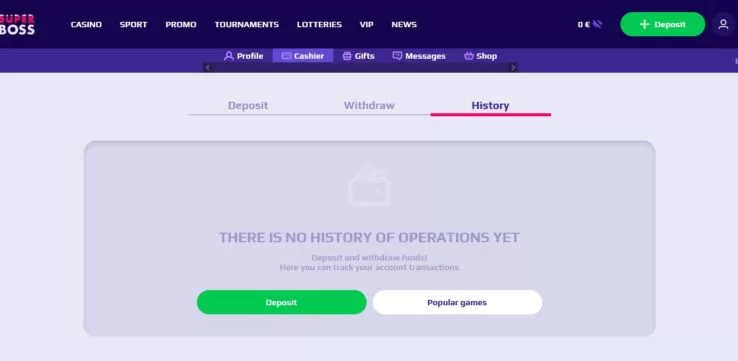 SUPER
BOSS
CASINO SPORT PROMO TOURNAMENTS LOTTERIES VIP NEWS 0 € Deposit
Profile Cashier Gifts Messages Shop
Deposit Withdraw History
THERE IS NO HISTORY OF OPERATIONS YET
Deposit and withdraw funds!
Here you can track your account transactions
Deposit Popular games